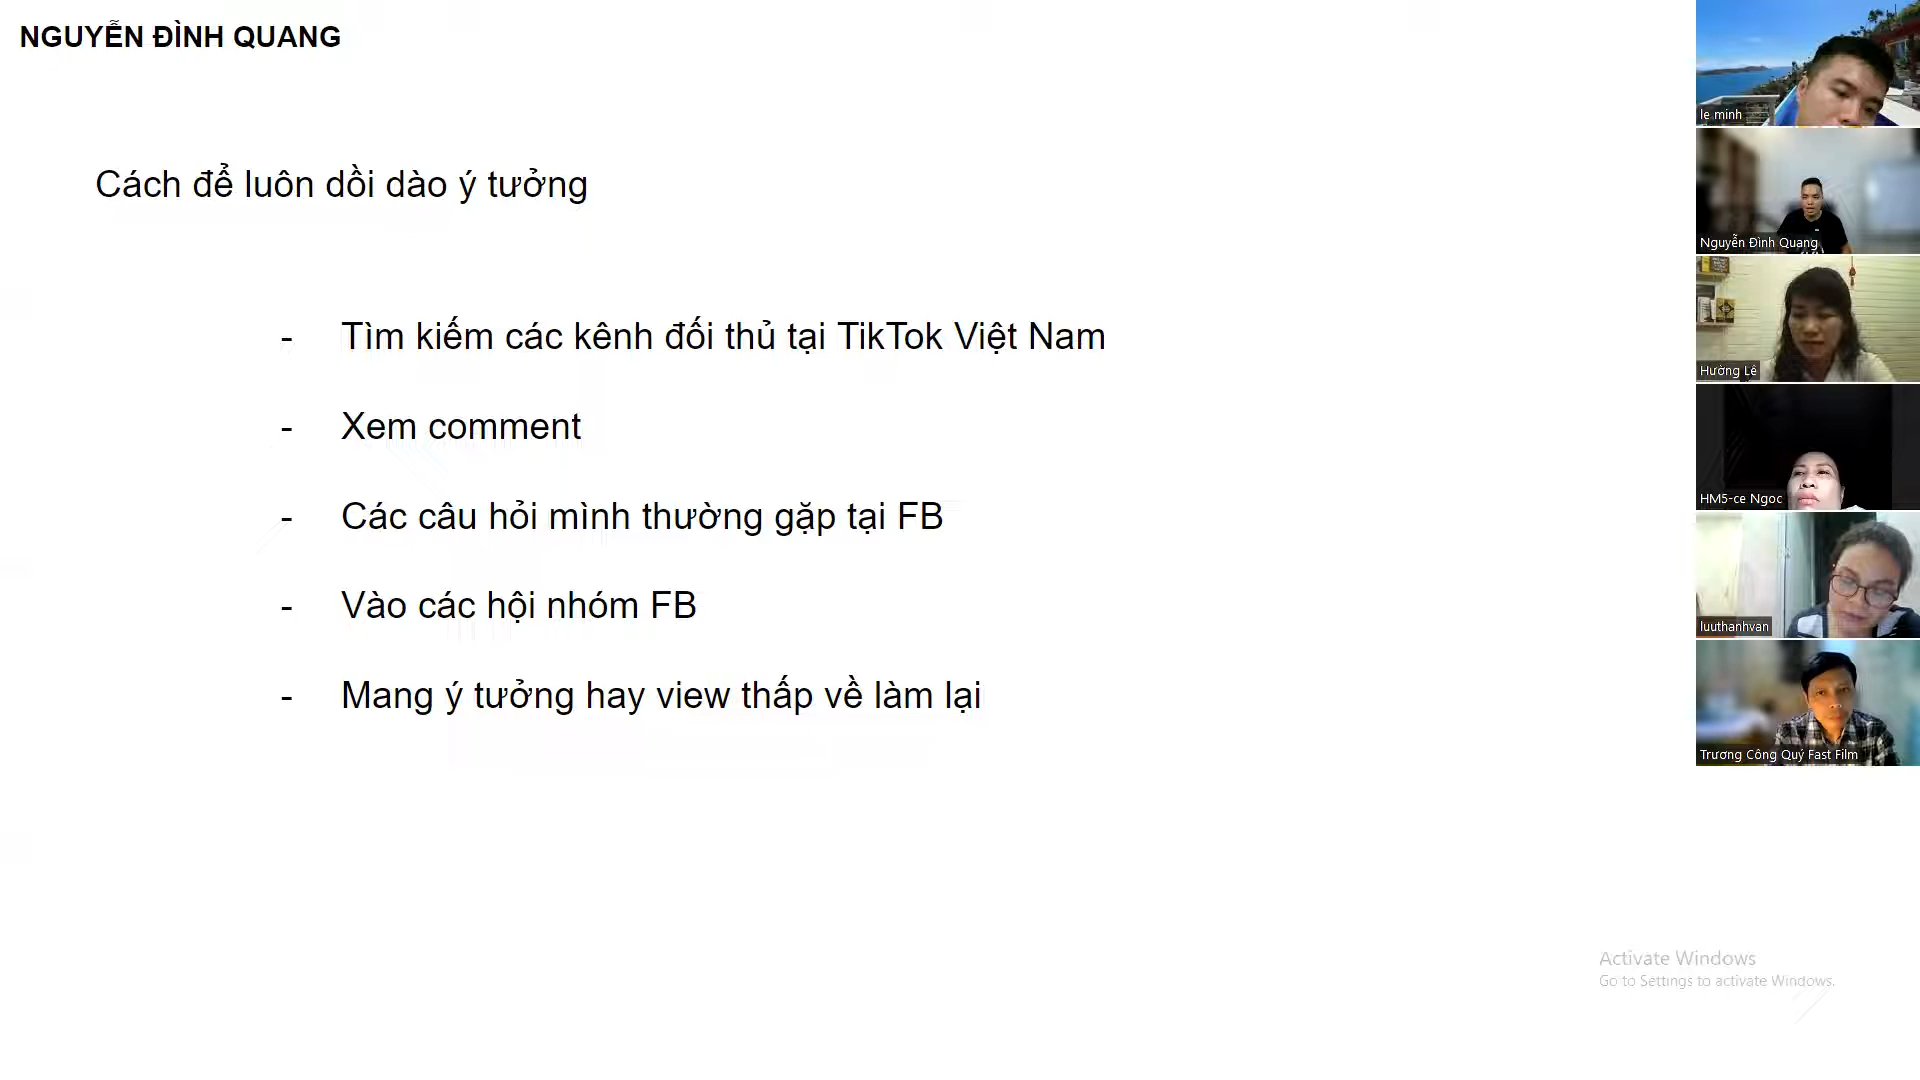 NGUYỄN ĐÌNH QUANG
Cách để luôn dồi dào ý tưởng
- Tìm kiếm các kênh đối thủ tại TikTok Việt Nam
- Xem comment
- Các câu hỏi mình thường gặp tại FB
- Vào các hội nhóm FB
- Mang ý tưởng hay view thấp về làm lại
le minh
Nguyễn Đình Quang
Hường Lê
HM5-ce Ngoc
luuthanhvan
Trương Công Quý Fast Film
Activate Windows
Go to Settings to activate Windows.